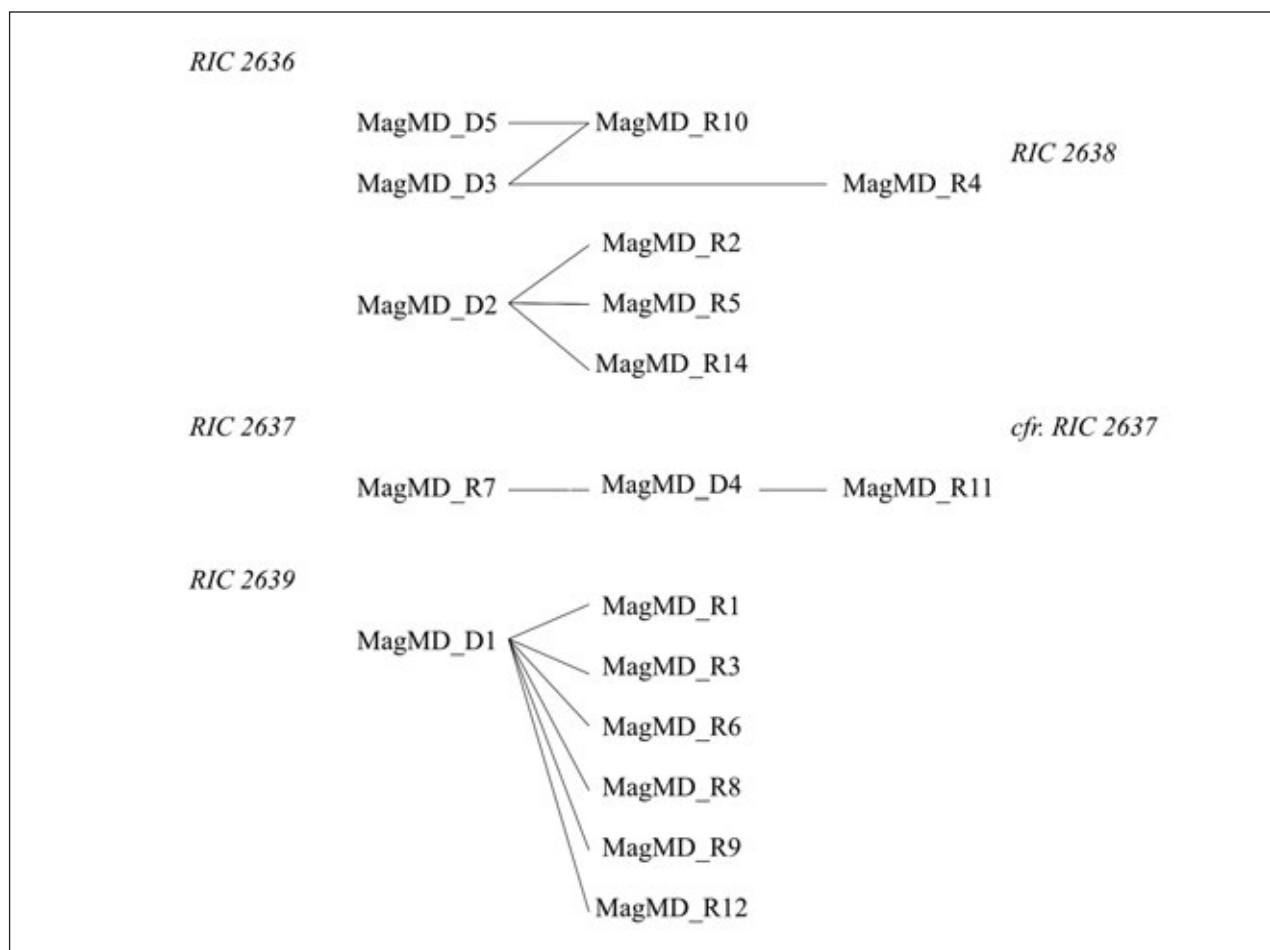 RIC 2636
MagMD_D5 MagMD_R10
RIC 2638
MagMD_D3 MagMD_R4
MagMD_R2
MagMD_D2 MagMD_R5
MagMD_R14
RIC 2637 cfr. RIC 2637
MagMD_R7 MagMD_D4 MagMD_R11
RIC 2639
MagMD_R1
MagMD_D1
MagMD_R3
MagMD_R6
MagMD_R8
MagMD_R9
MagMD_R12